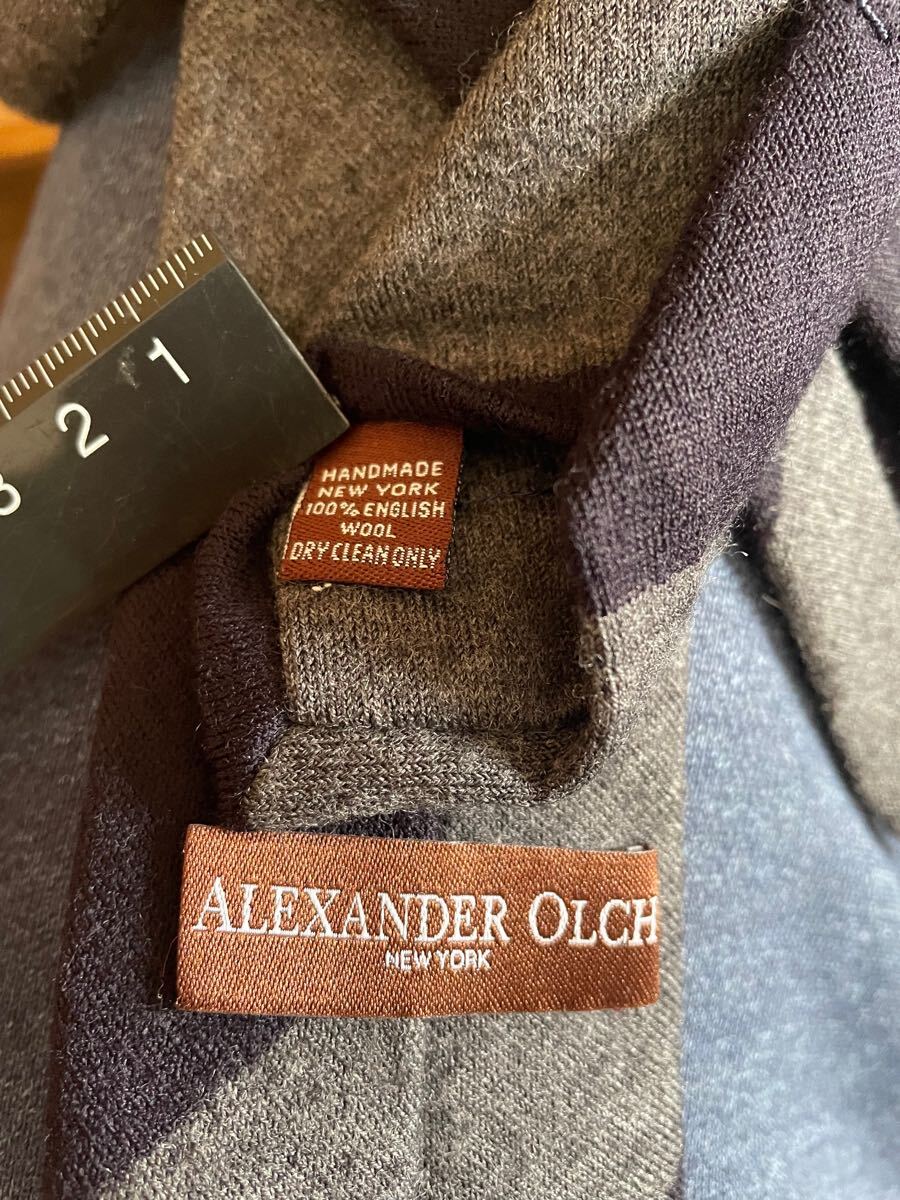 1
2
3
HANDMADE
NEW YORK
100% ENGLISH
WOOL
DRY CLEAN ONLY
ALEXANDER OLCH
NEW YORK